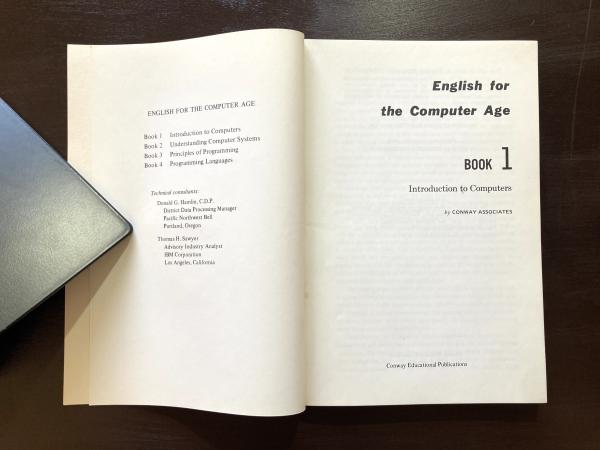 ENGLISH FOR THE COMPUTER AGE
Book 1 Introduction to Computers
Book 2 Understanding Computer Systems
Book 3 Principles of Programming
Book 4 Programming Languages
Technical consultants:
Donald G. Hamlin, C.D.P.
District Data Processing Manager
Pacific Northwest Bell
Portland, Oregon
Thomas H. Sawyer
Advisory Industry Analyst
IBM Corporation
Los Angeles, California
English for
the Computer Age
BOOK 1
Introduction to Computers
by CONWAY ASSOCIATES
Conway Educational Publications